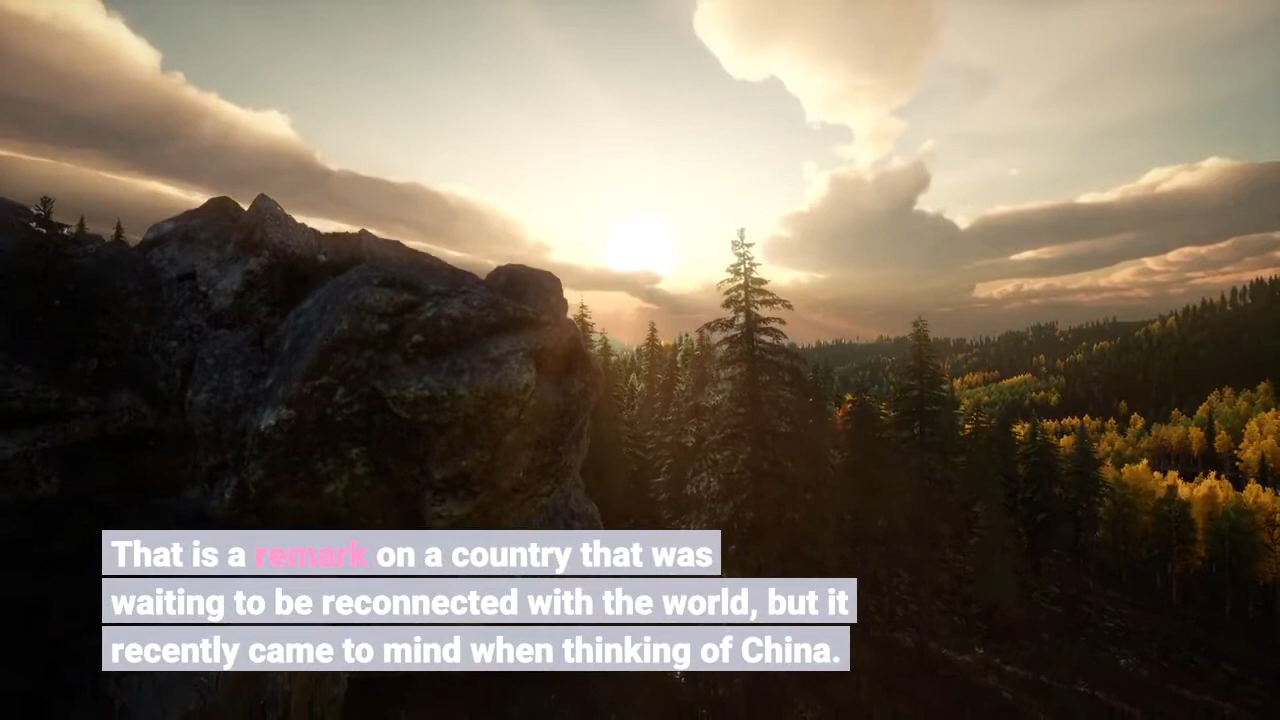 That is a remark on a country that was
waiting to be reconnected with the world, but it
recently came to mind when thinking of China.